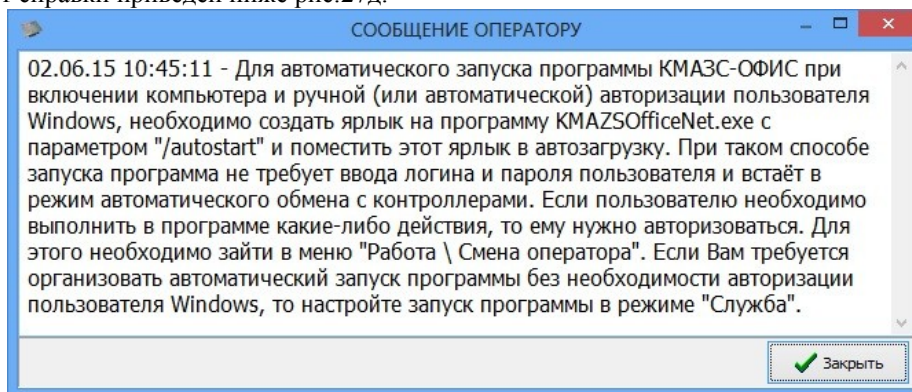 справки приведен ниже рис.27д.
СООБЩЕНИЕ ОПЕРАТОРУ
02.06.15 10:45:11 - Для автоматического запуска программы КМАЗС-ОФИС при
включении компьютера и ручной (или автоматической) авторизации пользователя
Windows, необходимо создать ярлык на программу KMAZSOfficeNet.exe с
параметром "/autostart" и поместить этот ярлык в автозагрузку. При таком способе
запуска программа не требует ввода логина и пароля пользователя и встаёт в
режим автоматического обмена с контроллерами. Если пользователю необходимо
выполнить в программе какие-либо действия, то ему нужно авторизоваться. Для
этого необходимо зайти в меню "Работа \ Смена оператора". Если Вам требуется
организовать автоматический запуск программы без необходимости авторизации
пользователя Windows, то настройте запуск программы в режиме "Служба".
Закрыть